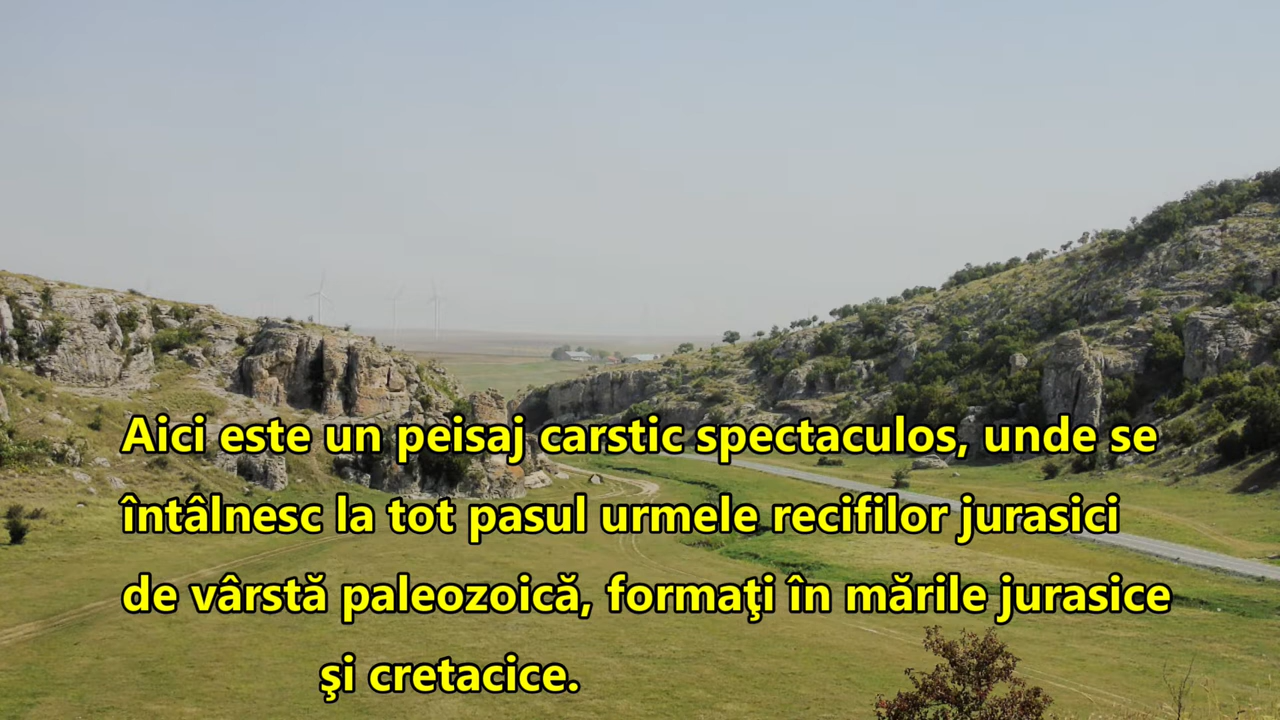 Aici este un peisaj carstic spectaculos, unde se
întâlnesc la tot pasul urmele recifilor jurasici
de vârstă paleozoică, formaţi în mările jurasice
şi cretacice.